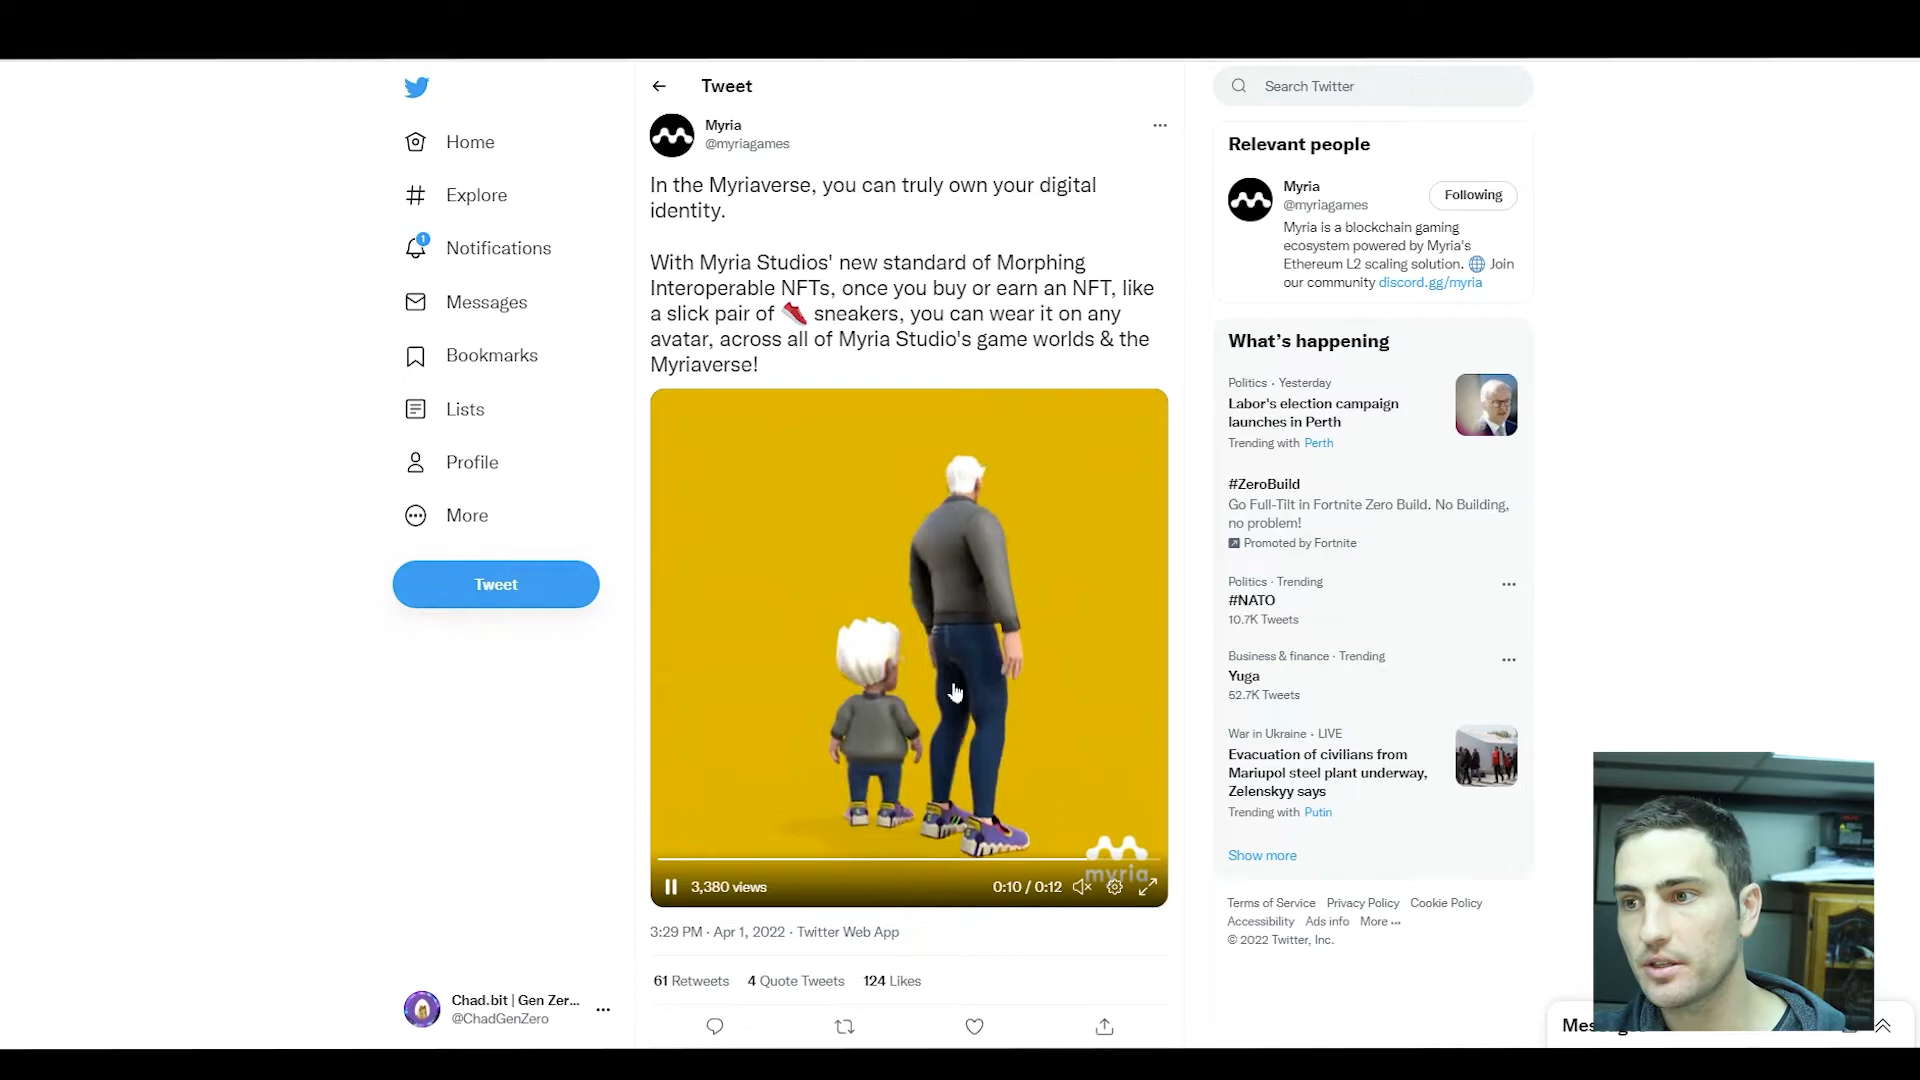 Home
Explore
1
Notifications
Messages
Bookmarks
Lists
Profile
More
Tweet
Chad.bit | Gen Zer...
@ChadGenZero
Tweet
Myria
@myriagames
In the Myriaverse, you can truly own your digital
identity.
With Myria Studios' new standard of Morphing
Interoperable NFTs, once you buy or earn an NFT, like
a slick pair of 👟 sneakers, you can wear it on any
avatar, across all of Myria Studio's game worlds & the
Myriaverse!
myria
3,380 views
0:10 / 0:12
3:29 PM · Apr 1, 2022 · Twitter Web App
61 Retweets 4 Quote Tweets 124 Likes
Search Twitter
Relevant people
Myria
@myriagames
Following
Myria is a blockchain gaming
ecosystem powered by Myria's
Ethereum L2 scaling solution. 🌐 Join
our community discord.gg/myria
What's happening
Politics · Yesterday
Labor's election campaign
launches in Perth
Trending with Perth
#ZeroBuild
Go Full-Tilt in Fortnite Zero Build. No Building,
no problem!
Promoted by Fortnite
Politics · Trending
#NATO
10.7K Tweets
Business & finance · Trending
Yuga
52.7K Tweets
War in Ukraine · LIVE
Evacuation of civilians from
Mariupol steel plant underway,
Zelenskyy says
Trending with Putin
Show more
Terms of Service Privacy Policy Cookie Policy
Accessibility Ads info More ···
© 2022 Twitter, Inc.